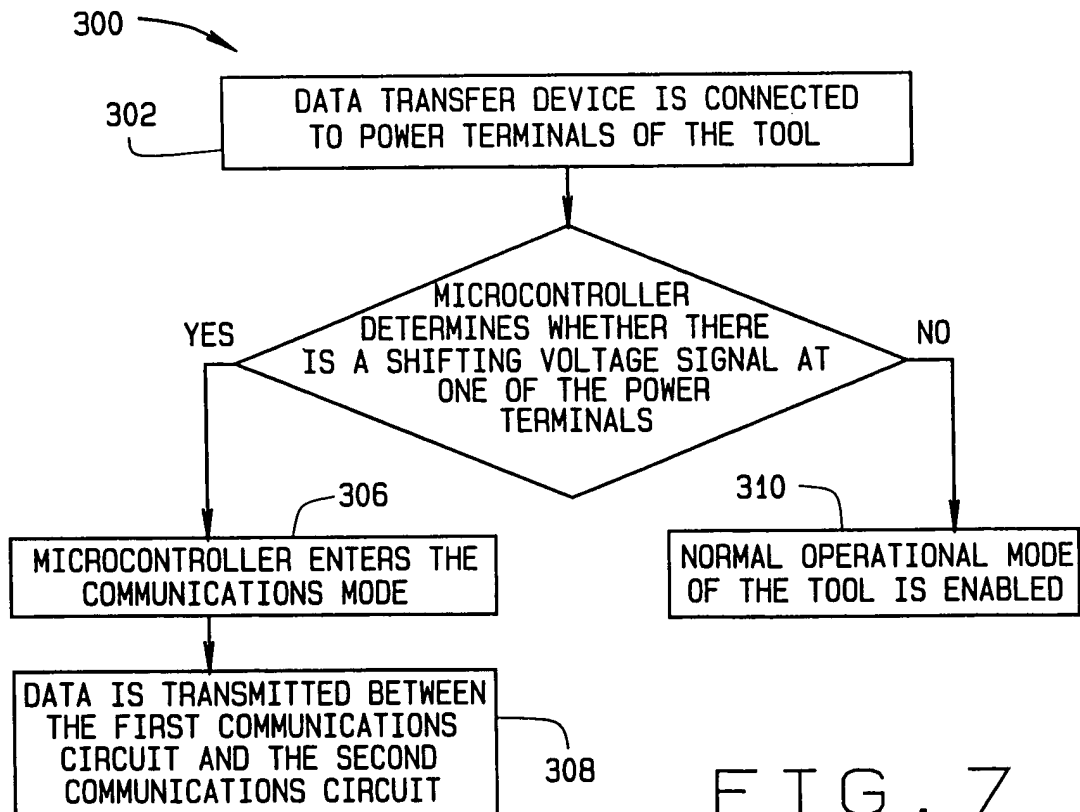 300
302
DATA TRANSFER DEVICE IS CONNECTED
TO POWER TERMINALS OF THE TOOL
MICROCONTROLLER
DETERMINES WHETHER THERE
IS A SHIFTING VOLTAGE SIGNAL AT
ONE OF THE POWER
TERMINALS
YES
NO
306
310
MICROCONTROLLER ENTERS THE
COMMUNICATIONS MODE
NORMAL OPERATIONAL MODE
OF THE TOOL IS ENABLED
DATA IS TRANSMITTED BETWEEN
THE FIRST COMMUNICATIONS
CIRCUIT AND THE SECOND
COMMUNICATIONS CIRCUIT
308
FIG. 7